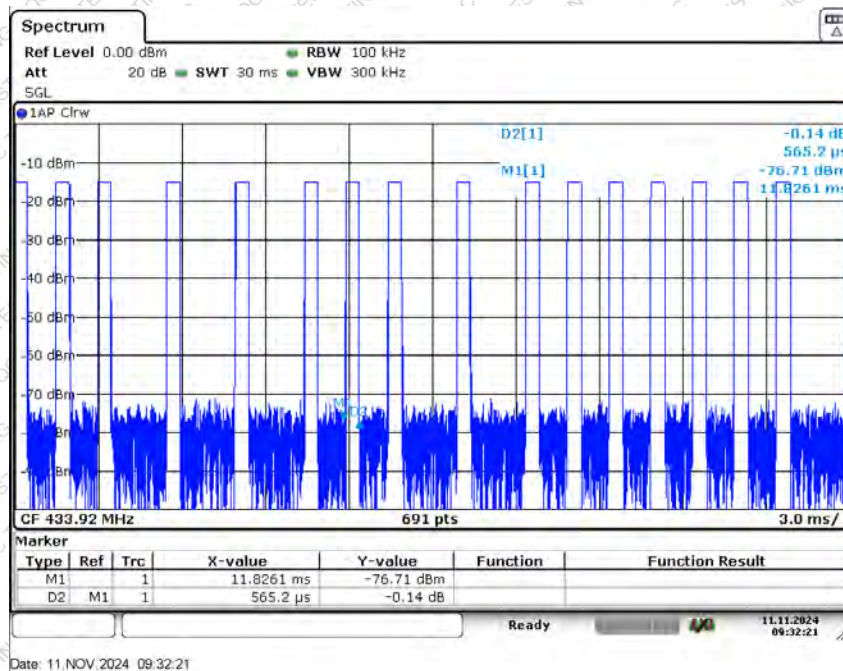 Spectrum
Ref Level 0.00 dBm RBW 100 kHz
Att 20 dB SWT 30 ms VBW 300 kHz
SGL
1AP Clrw
D2[1] -0.14 dB
565.2 µs
M1[1] -76.71 dBm
11.8261 ms
-10 dBm
-20 dBm
-30 dBm
-40 dBm
-50 dBm
-60 dBm
-70 dBm
M1
D2
CF 433.92 MHz 691 pts 3.0 ms/
Marker
Type Ref Trc X-value Y-value Function Function Result
M1 1 11.8261 ms -76.71 dBm
D2 M1 1 565.2 µs -0.14 dB
Ready 11.11.2024
09:32:21
Date: 11.NOV.2024 09:32:21